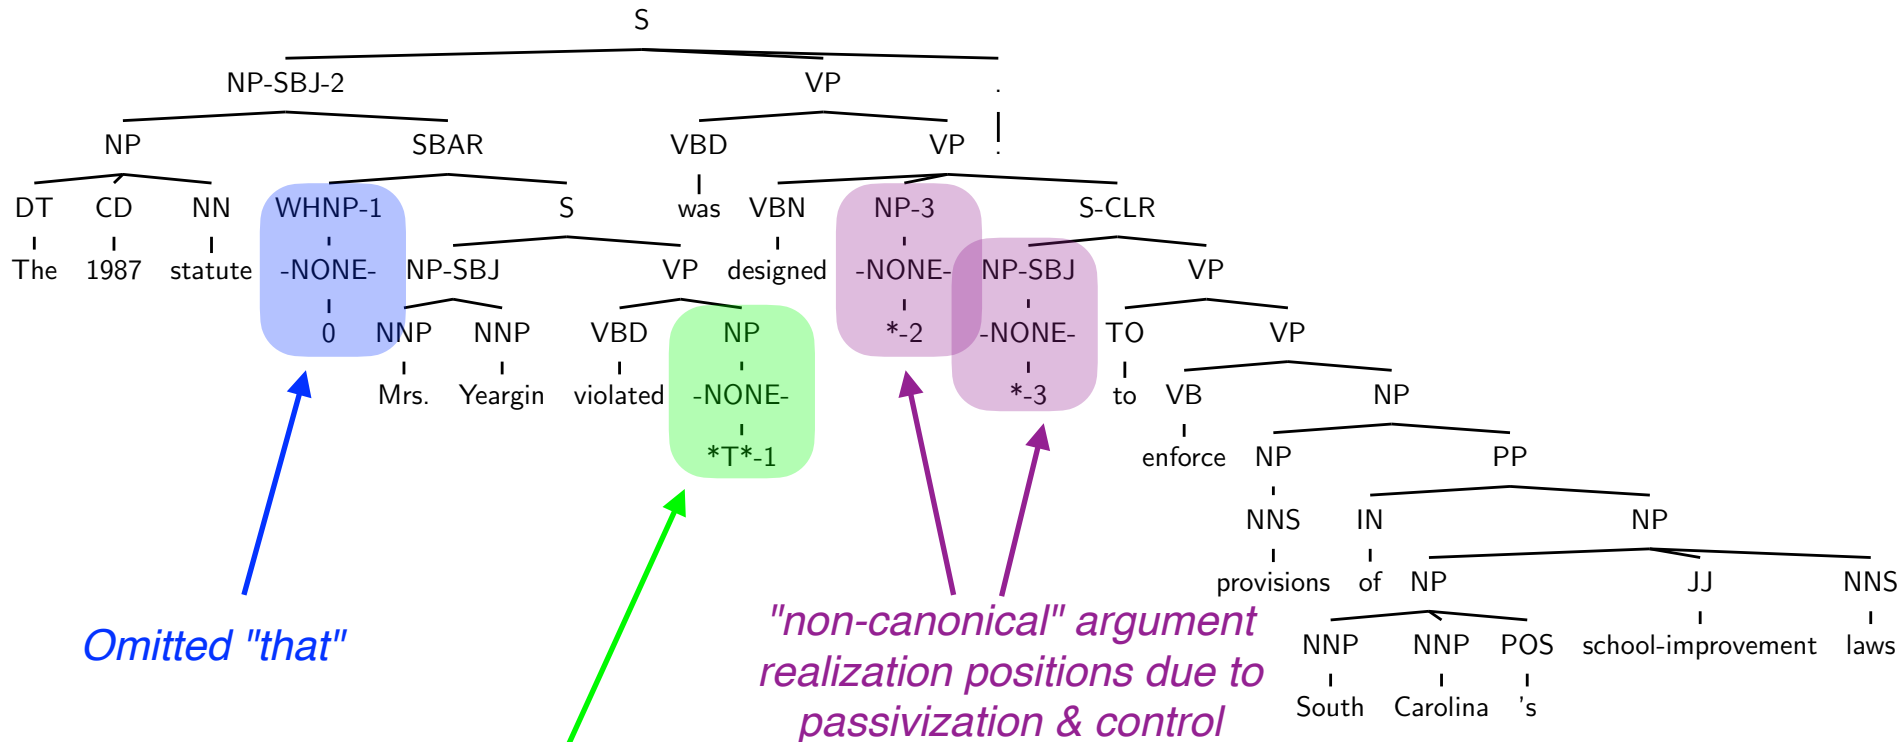 S
NP-SBJ-2 VP .
NP SBAR VBD VP .
DT CD NN WHNP-1 S was VBN NP-3 S-CLR
The 1987 statute -NONE- NP-SBJ VP designed -NONE- NP-SBJ VP
0 NNP NNP VBD NP *-2 -NONE- TO VP
Mrs. Yeargin violated -NONE- *-3 to VB NP
*T*-1 enforce NP PP
NNS IN NP
provisions of NP JJ NNS
NNP NNP POS school-improvement laws
South Carolina 's
Omitted "that"
"non-canonical" argument
realization positions due to
passivization & control